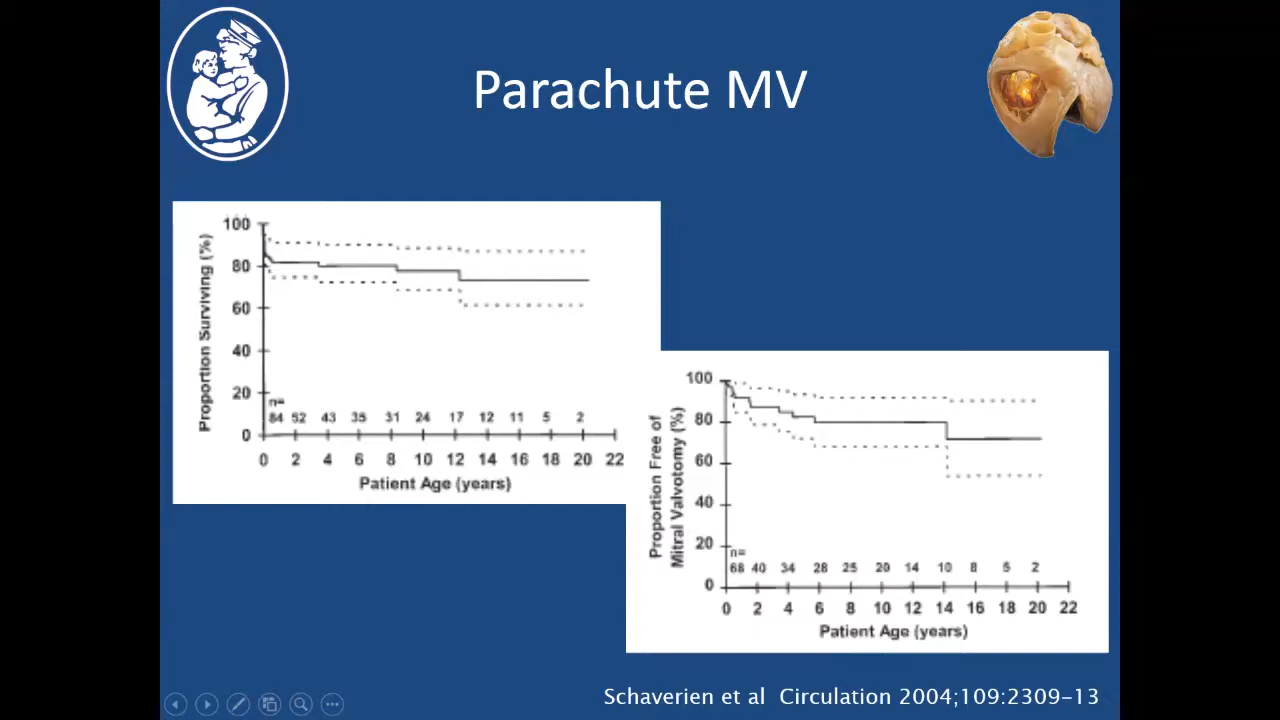 Parachute MV
100
80
60
40
20
0
Proportion Surviving (%)
n=
84 52 43 35 31 24 17 12 11 5 2
0 2 4 6 8 10 12 14 16 18 20 22
Patient Age (years)
100
80
60
40
20
0
Proportion Free of
Mitral Valvotomy (%)
n=
68 40 34 28 25 20 14 10 8 5 2
0 2 4 6 8 10 12 14 16 18 20 22
Patient Age (years)
Schaverien et al Circulation 2004;109:2309-13